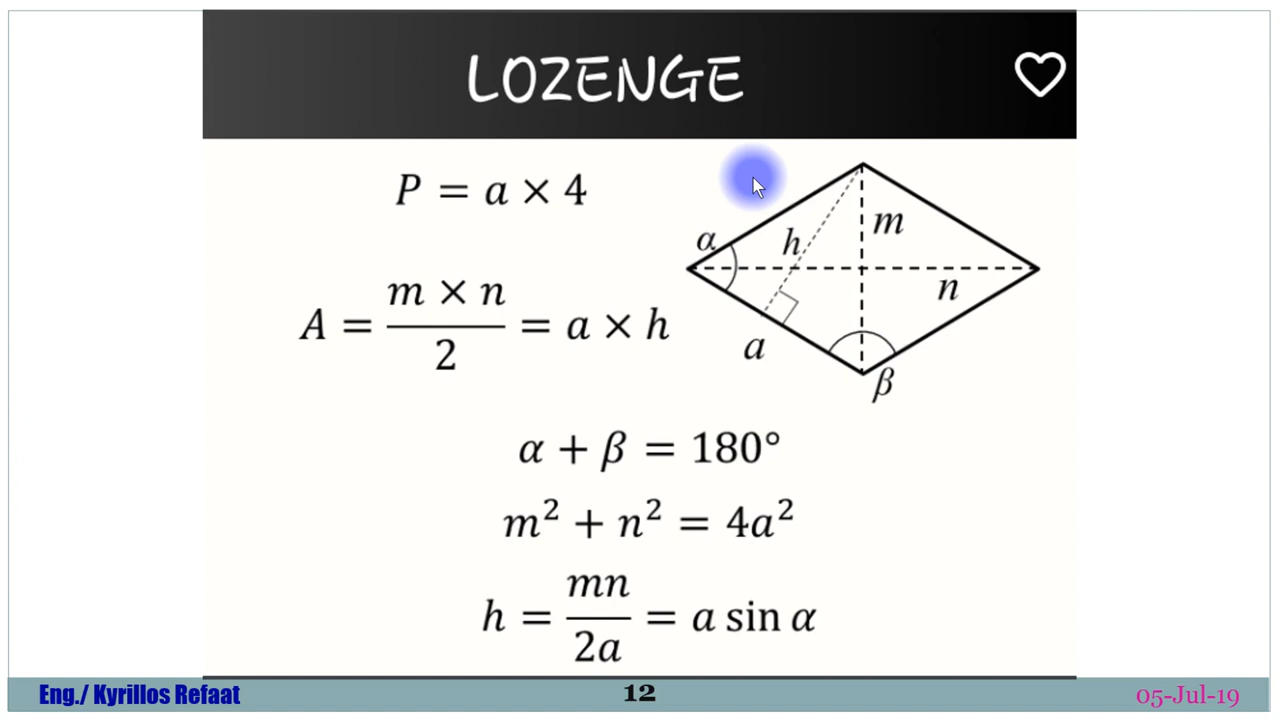 LOZENGE
P = a × 4
A = m × n / 2 = a × h
α + β = 180°
m² + n² = 4a²
h = mn / 2a = a sin α
α
h
m
n
a
β
Eng./ Kyrillos Refaat
12
05-Jul-19